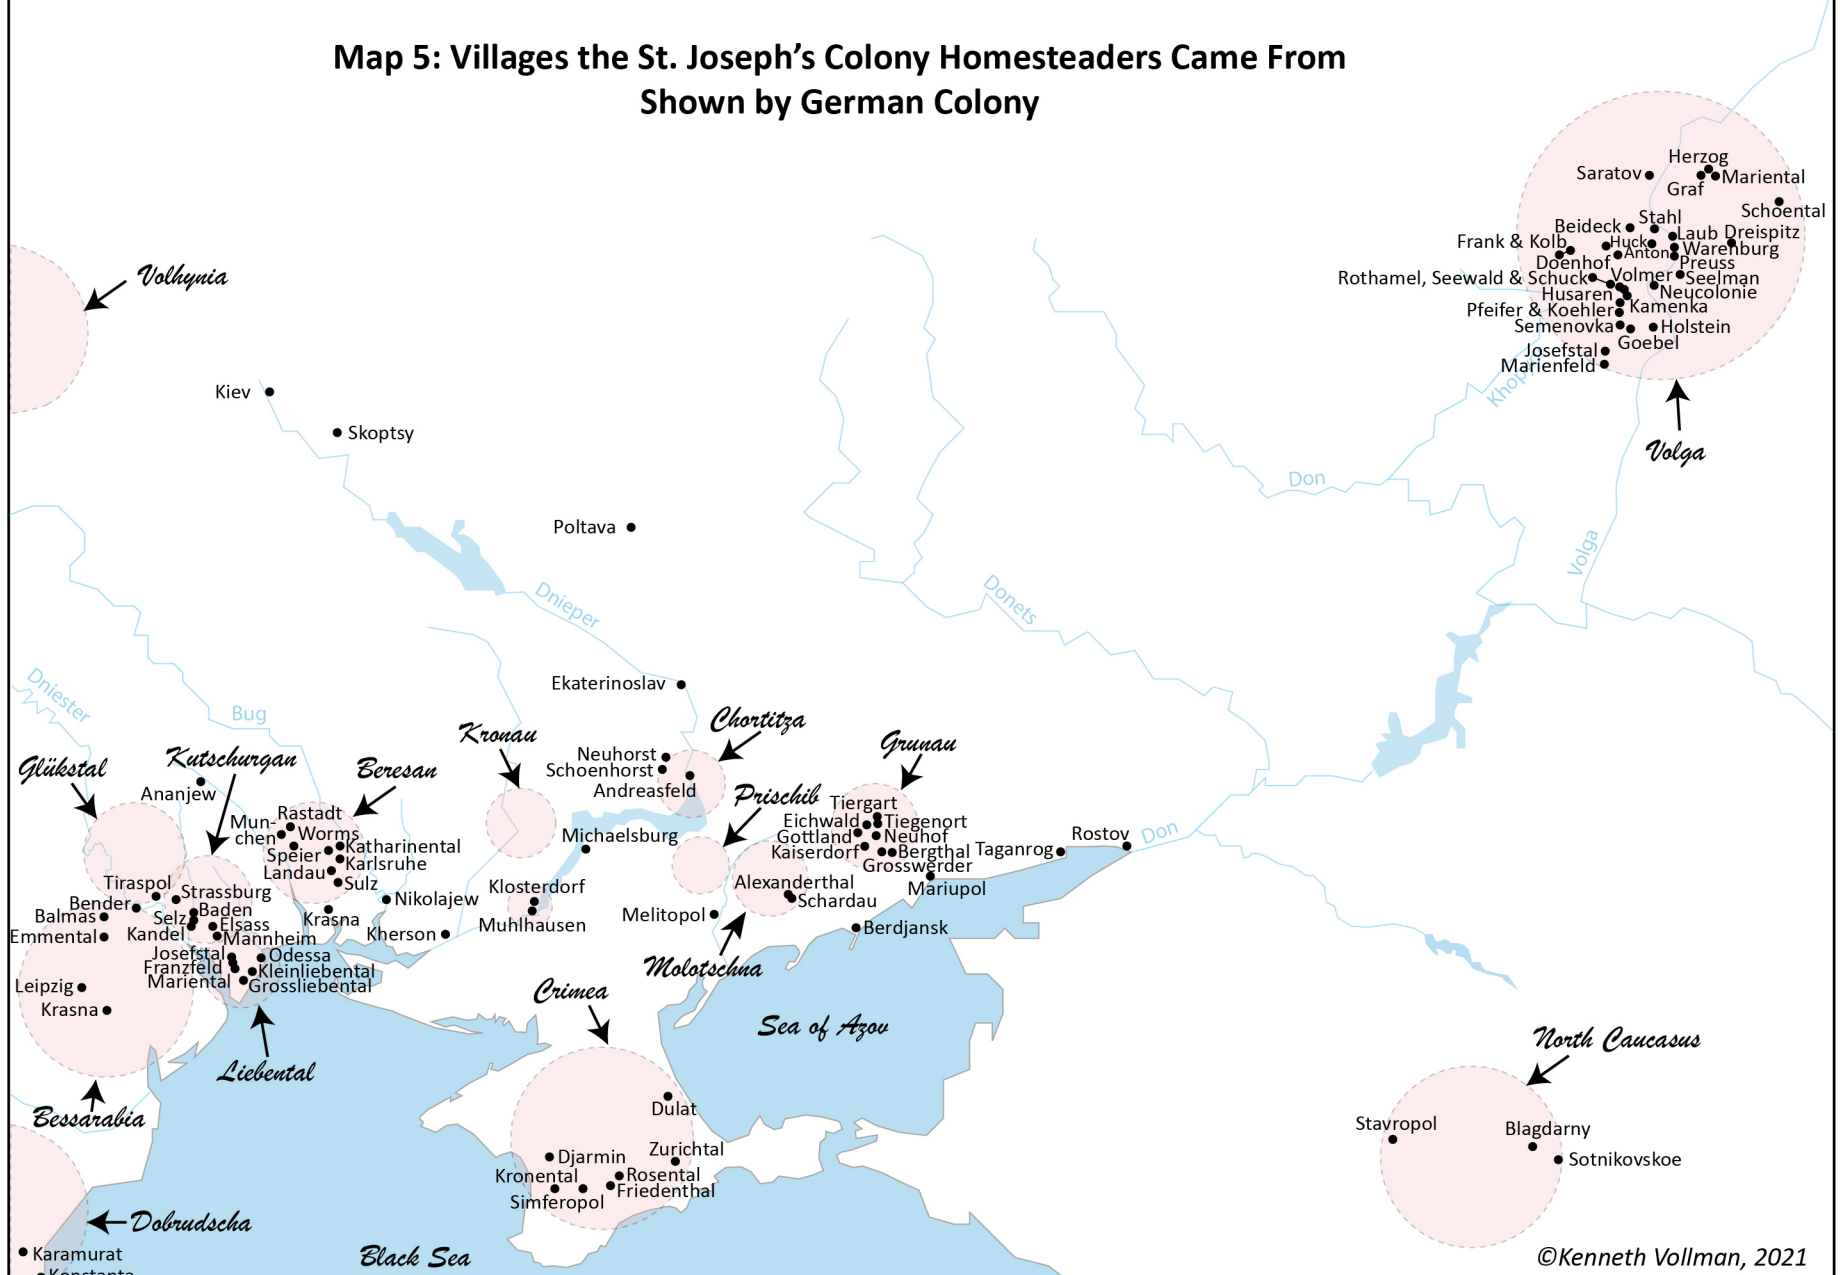 Map 5: Villages the St. Joseph's Colony Homesteaders Came From
Shown by German Colony
Herzog
Saratov
Mariental
Graf
Schoental
Stahl
Beideck
Laub
Dreispitz
Frank & Kolb
Huck
Warenburg
Anton
Doenhof
Preuss
Rothamel, Seewald & Schuck
Volmer
Seelman
Husaren
Neucolonie
Kamenka
Pfeifer & Koehler
Semenovka
Holstein
Goebel
Josefstal
Marienfeld
Khopyor
Volga
Volhynia
Kiev
Skoptsy
Don
Poltava
Volga
Dnieper
Donets
Dniester
Bug
Ekaterinoslav
Chortitza
Kronau
Grunau
Neuhorst
Schoenhorst
Andreasfeld
Kutschurgan
Glükstal
Beresan
Ananjew
Prischib
Tiergart
Rastadt
Mun-
chen
Worms
Eichwald
Tiegenort
Gottland
Neuhof
Michaelsburg
Rostov
Don
Katharinental
Speier
Kaiserdorf
Bergthal
Taganrog
Karlsruhe
Landau
Grosswerder
Sulz
Alexanderthal
Mariupol
Tiraspol
Strassburg
Klosterdorf
Schardau
Bender
Baden
Nikolajew
Balmas
Selz
Krasna
Melitopol
Elsass
Muhlhausen
Berdjansk
Emmental
Kandel
Mannheim
Kherson
Josefstal
Odessa
Franzfeld
Kleinliebental
Molotschna
Mariental
Grossliebental
Leipzig
Crimea
Krasna
Sea of Azov
North Caucasus
Liebental
Bessarabia
Dulat
Stavropol
Blagdarny
Zurichtal
Djarmin
Sotnikovskoe
Kronental
Rosental
Friedenthal
Simferopol
Dobrudscha
Karamurat
Black Sea
©Kenneth Vollman, 2021
Konstanta